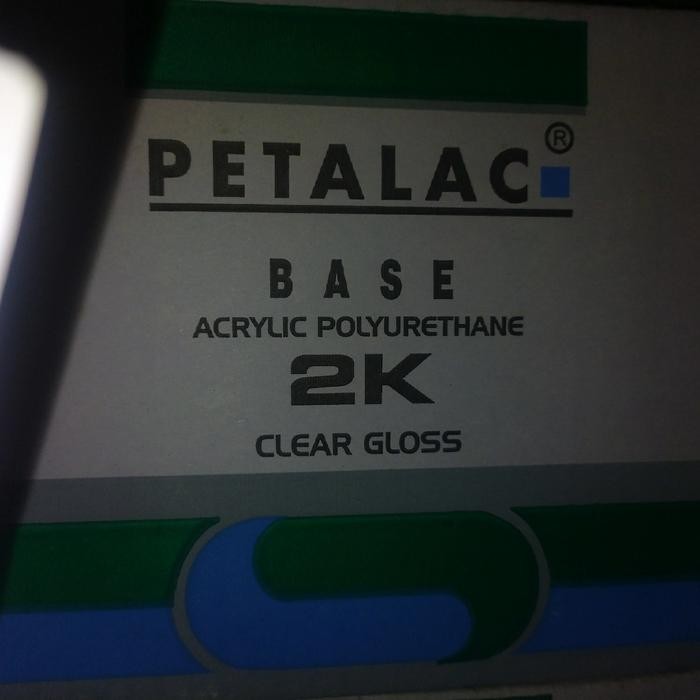 PETALAC®
BASE
ACRYLIC POLYURETHANE
2K
CLEAR GLOSS